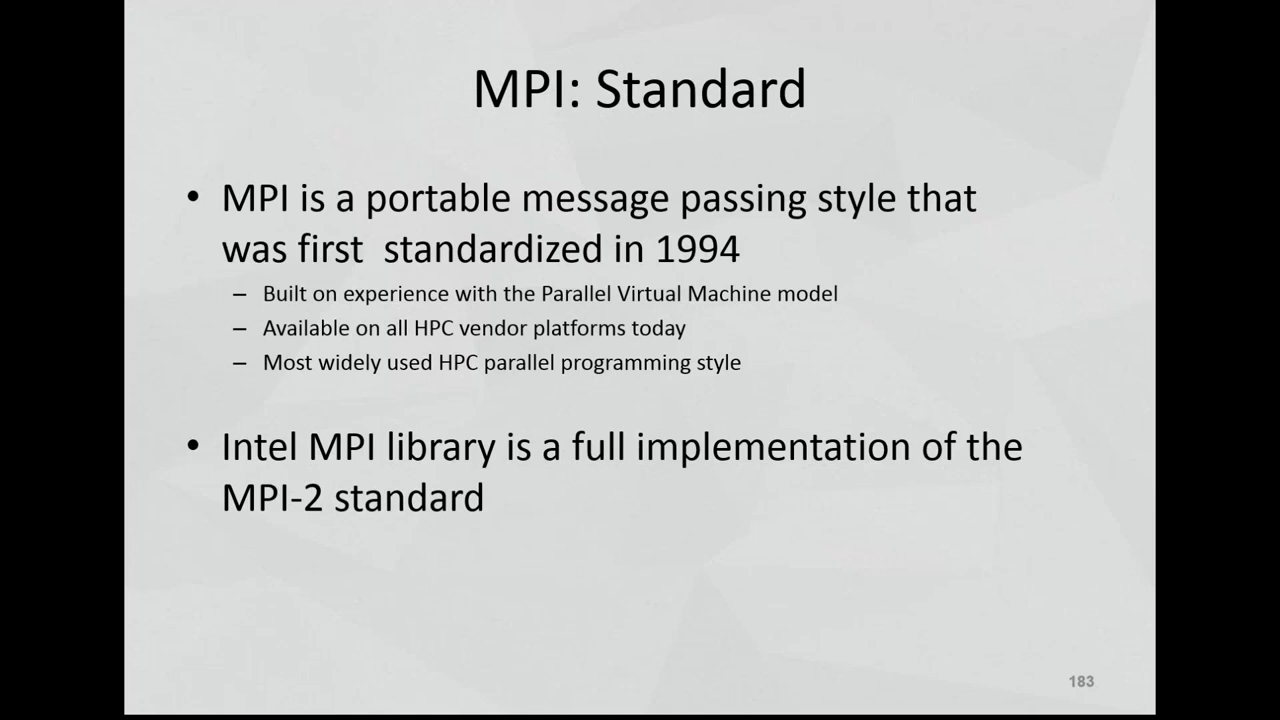 MPI: Standard
• MPI is a portable message passing style that
was first  standardized in 1994
– Built on experience with the Parallel Virtual Machine model
– Available on all HPC vendor platforms today
– Most widely used HPC parallel programming style
• Intel MPI library is a full implementation of the
MPI-2 standard
183